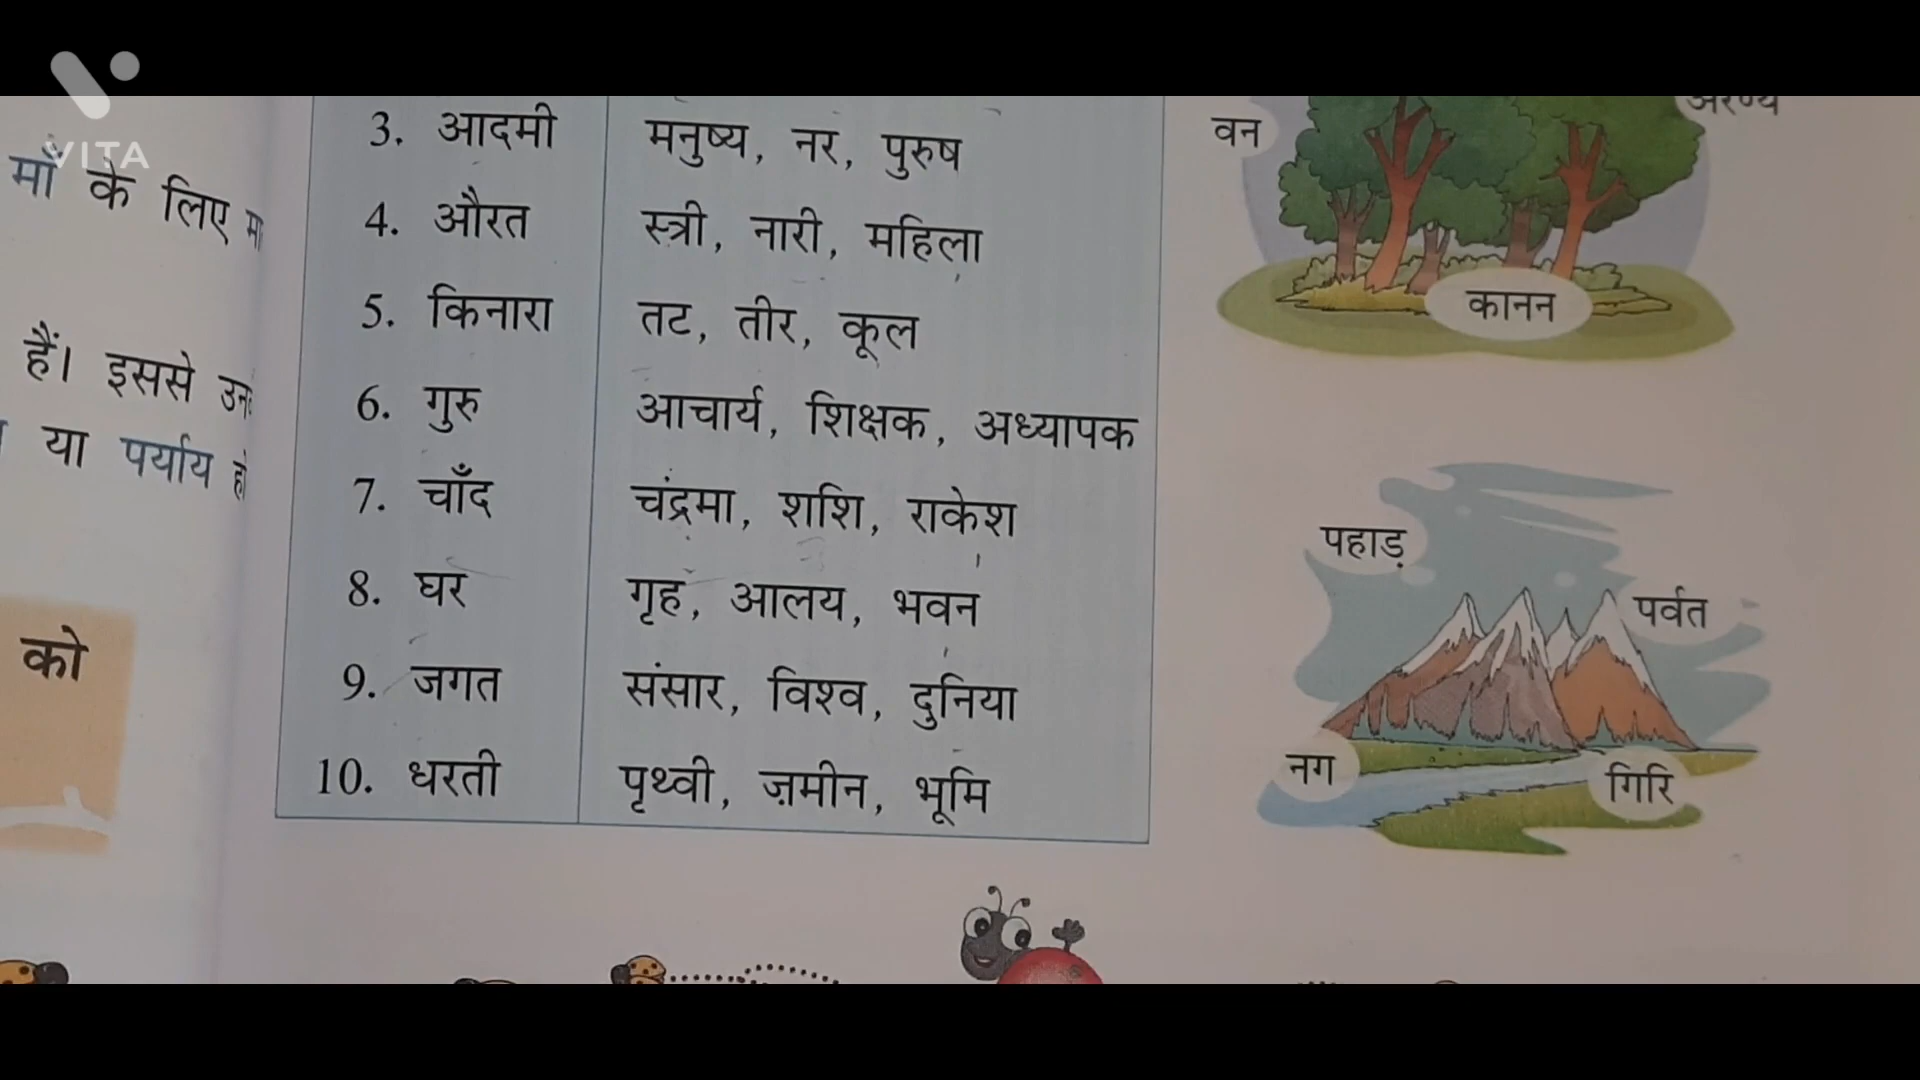 VITA
माँ के लिए
हैं। इससे
या पर्याय
को
3. आदमी मनुष्य, नर, पुरुष
4. औरत स्त्री, नारी, महिला
5. किनारा तट, तीर, कूल
6. गुरु आचार्य, शिक्षक, अध्यापक
7. चाँद चंद्रमा, शशि, राकेश
8. घर गृह, आलय, भवन
9. जगत संसार, विश्व, दुनिया
10. धरती पृथ्वी, ज़मीन, भूमि
वन
अरण्य
कानन
पहाड़
पर्वत
नग
गिरि